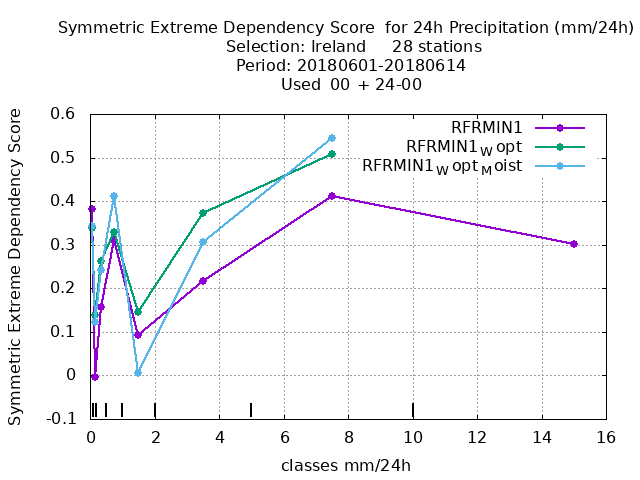 Symmetric Extreme Dependency Score  for 24h Precipitation (mm/24h)
Selection: Ireland     28 stations
Period: 20180601-20180614
Used  00 + 24-00
Symmetric Extreme Dependency Score
0.6
0.5
0.4
0.3
0.2
0.1
0
-0.1
RFRMIN1
RFRMIN1Wopt
RFRMIN1WoptMoist
0 2 4 6 8 10 12 14 16
classes mm/24h